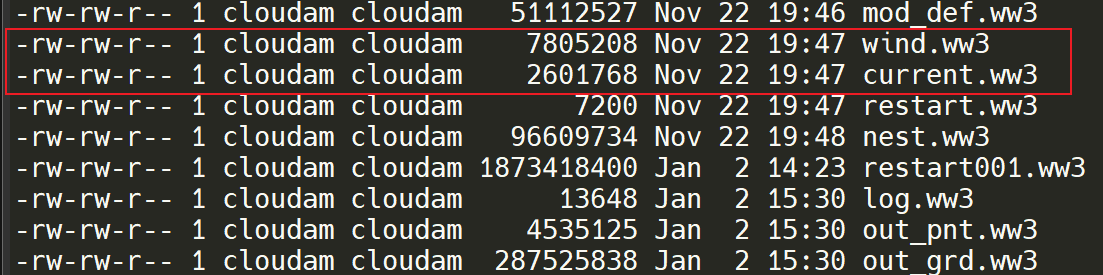 -rw-rw-r-- 1 cloudam cloudam   51112527 Nov 22 19:46 mod_def.ww3
-rw-rw-r-- 1 cloudam cloudam    7805208 Nov 22 19:47 wind.ww3
-rw-rw-r-- 1 cloudam cloudam    2601768 Nov 22 19:47 current.ww3
-rw-rw-r-- 1 cloudam cloudam       7200 Nov 22 19:47 restart.ww3
-rw-rw-r-- 1 cloudam cloudam   96609734 Nov 22 19:48 nest.ww3
-rw-rw-r-- 1 cloudam cloudam 1873418400 Jan  2 14:23 restart001.ww3
-rw-rw-r-- 1 cloudam cloudam      13648 Jan  2 15:30 log.ww3
-rw-rw-r-- 1 cloudam cloudam    4535125 Jan  2 15:30 out_pnt.ww3
-rw-rw-r-- 1 cloudam cloudam  287525838 Jan  2 15:30 out_grd.ww3